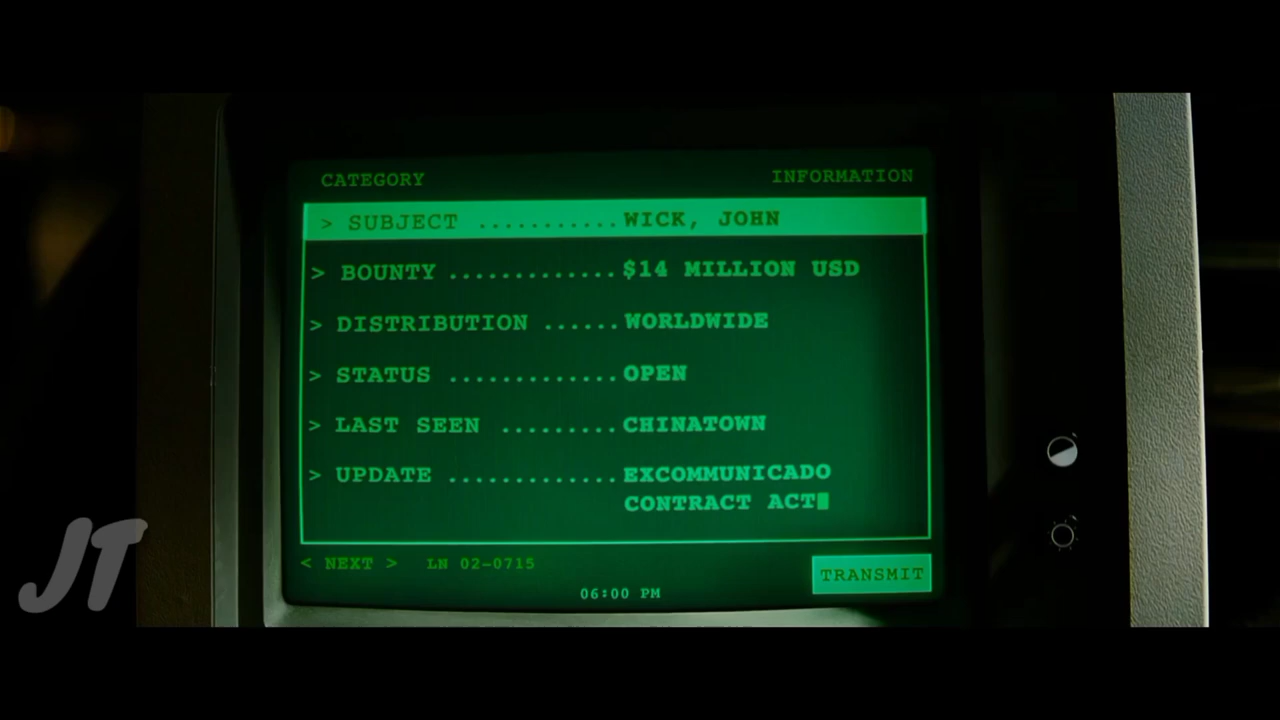 CATEGORY INFORMATION
> SUBJECT ...........WICK, JOHN
> BOUNTY .............$14 MILLION USD
> DISTRIBUTION ......WORLDWIDE
> STATUS .............OPEN
> LAST SEEN .........CHINATOWN
> UPDATE .............EXCOMMUNICADO
CONTRACT ACT
< NEXT > LN 02-0715
TRANSMIT
06:00 PM
JT